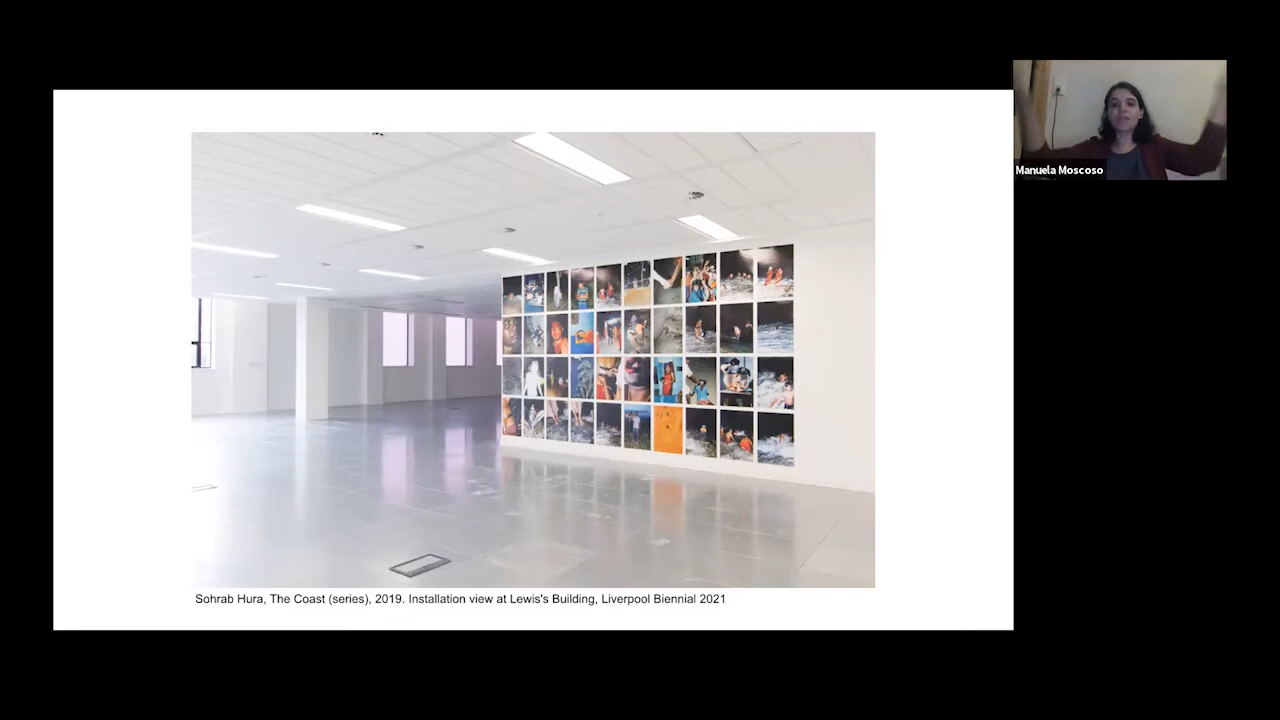 Manuela Moscoso
Sohrab Hura, The Coast (series), 2019. Installation view at Lewis's Building, Liverpool Biennial 2021